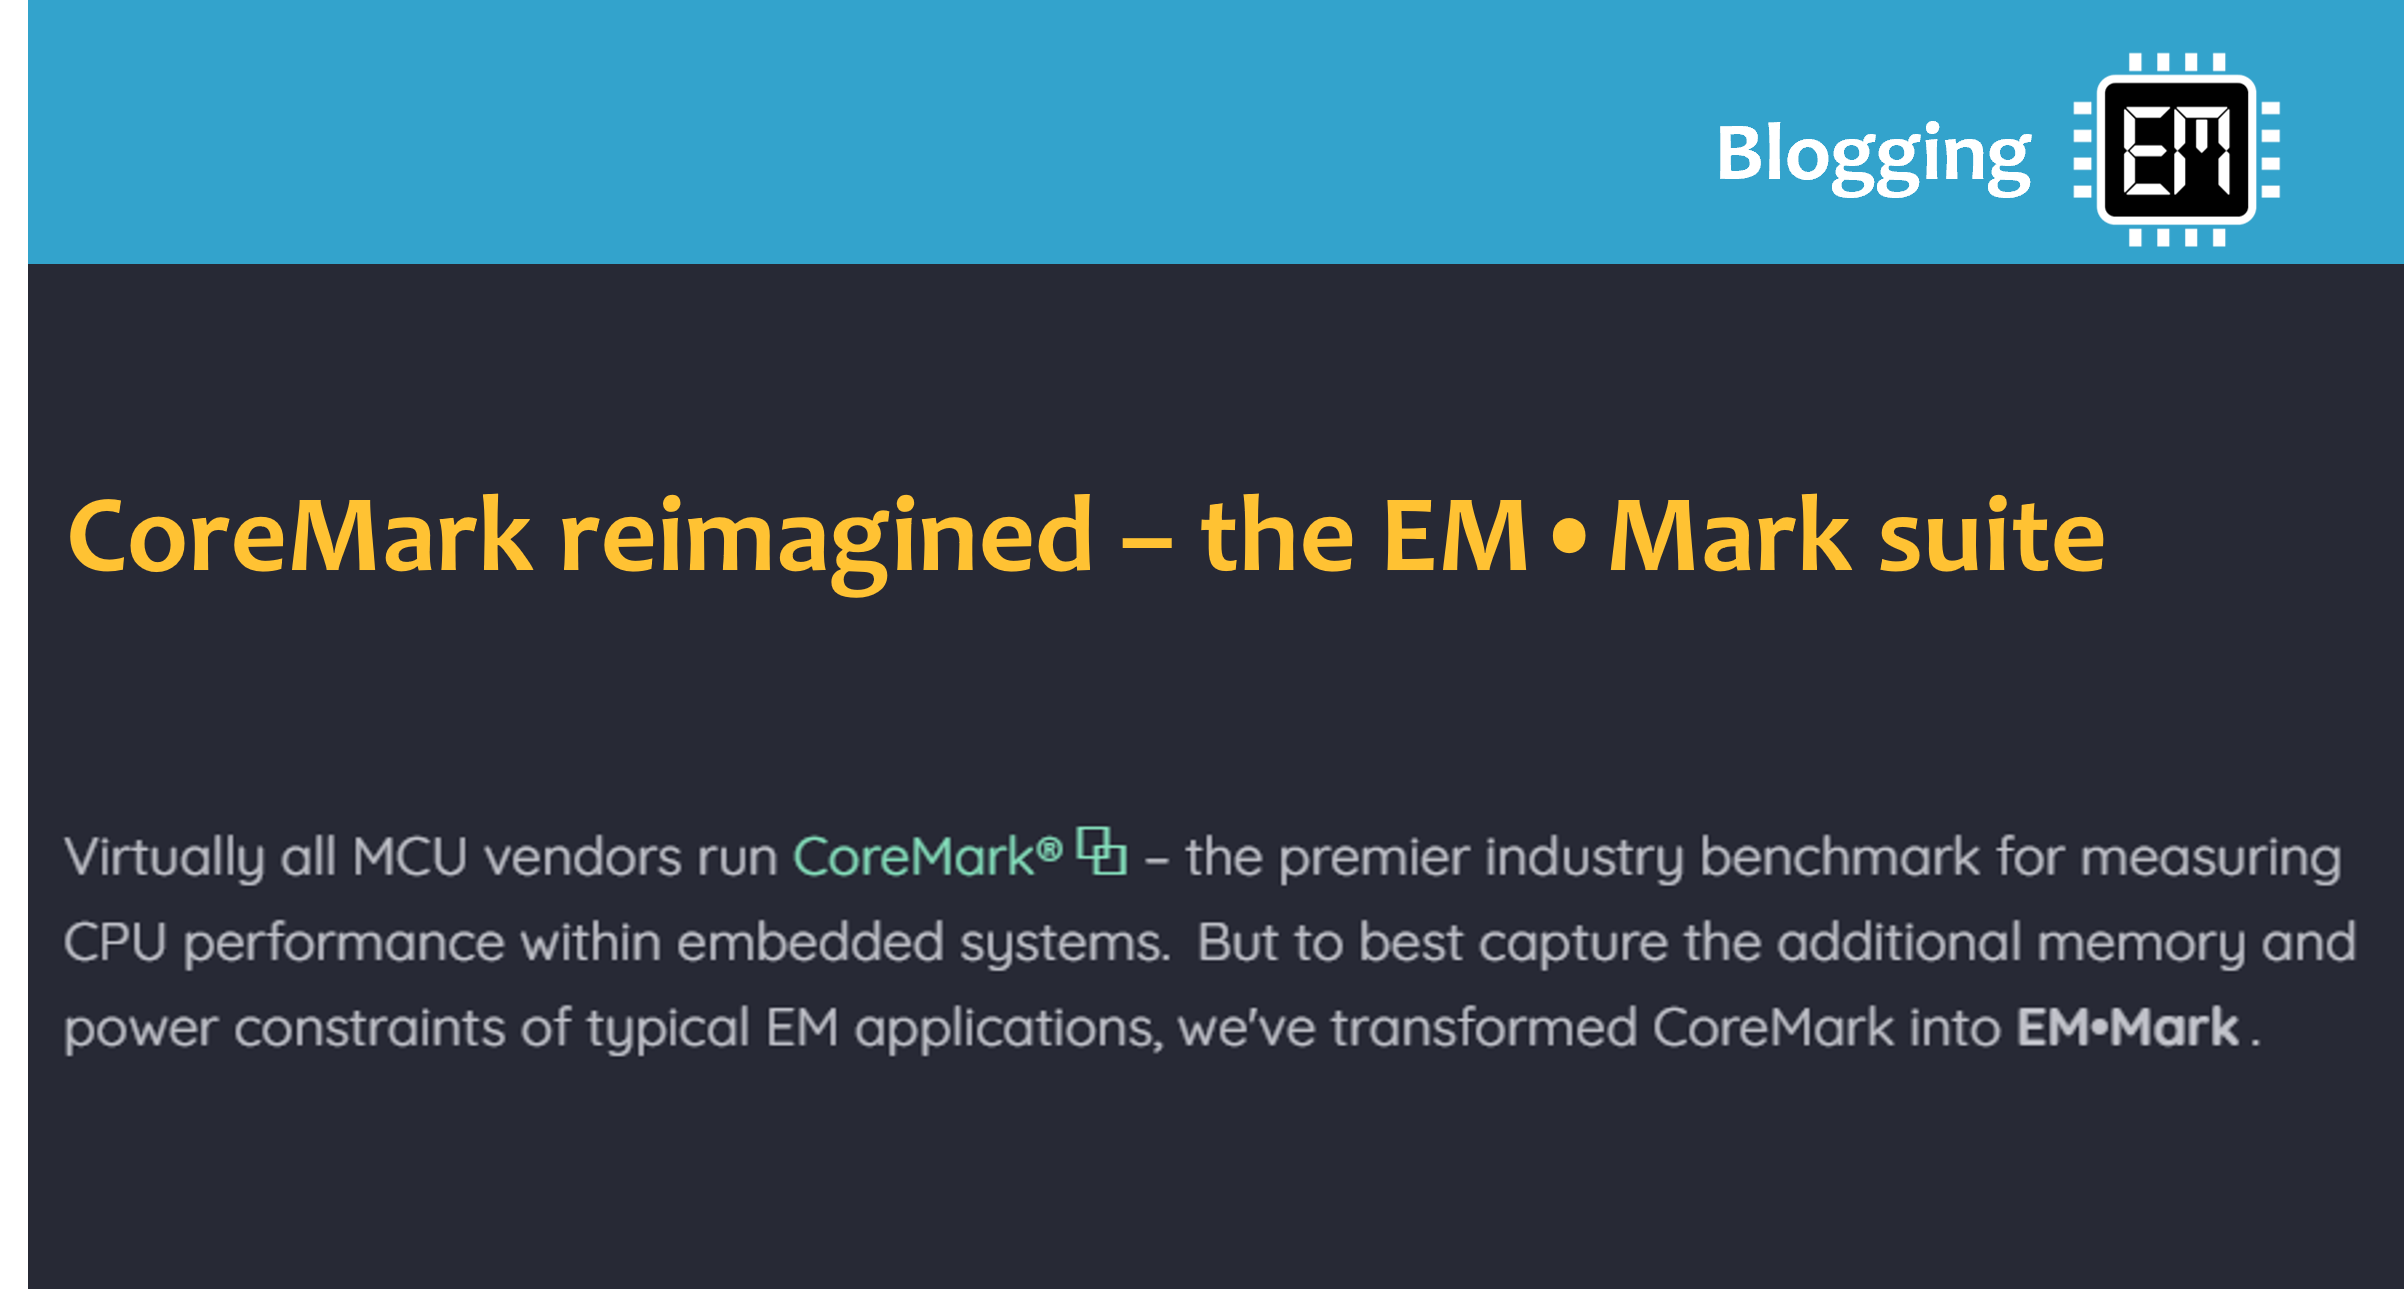 Blogging EM
CoreMark reimagined – the EM•Mark suite
Virtually all MCU vendors run CoreMark® – the premier industry benchmark for measuring
CPU performance within embedded systems.  But to best capture the additional memory and
power constraints of typical EM applications, we've transformed CoreMark into EM•Mark .